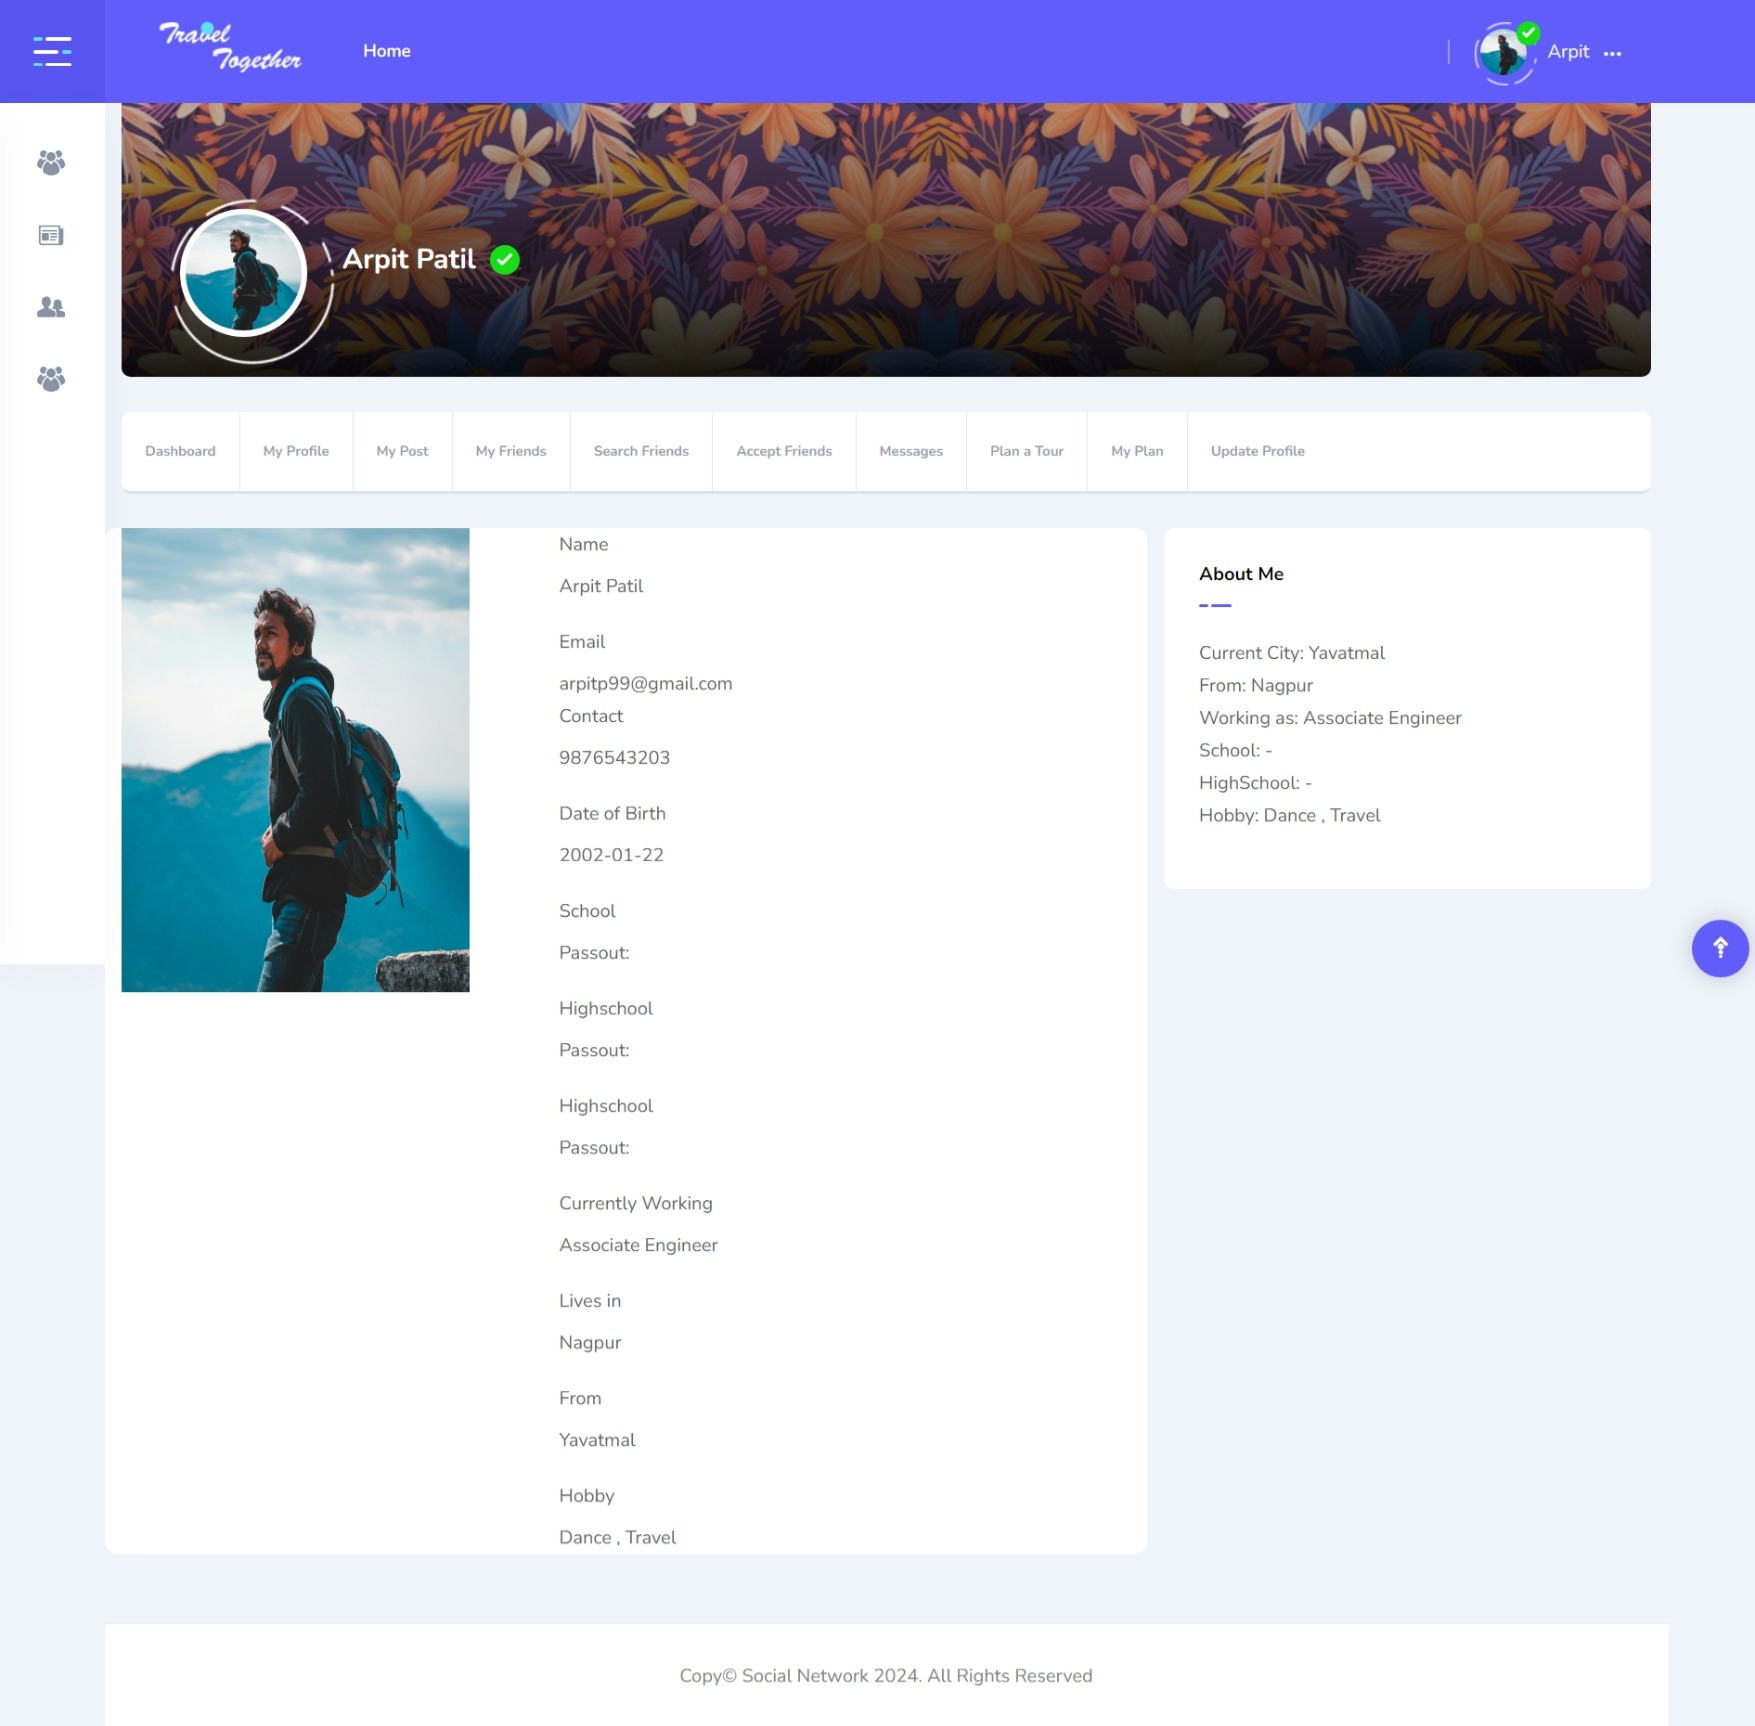 Travel
Together
Home
Arpit
Arpit Patil
Dashboard
My Profile
My Post
My Friends
Search Friends
Accept Friends
Messages
Plan a Tour
My Plan
Update Profile
Name
Arpit Patil
Email
arpitp99@gmail.com
Contact
9876543203
Date of Birth
2002-01-22
School
Passout:
Highschool
Passout:
Highschool
Passout:
Currently Working
Associate Engineer
Lives in
Nagpur
From
Yavatmal
Hobby
Dance , Travel
About Me
Current City: Yavatmal
From: Nagpur
Working as: Associate Engineer
School: -
HighSchool: -
Hobby: Dance , Travel
Copy© Social Network 2024. All Rights Reserved